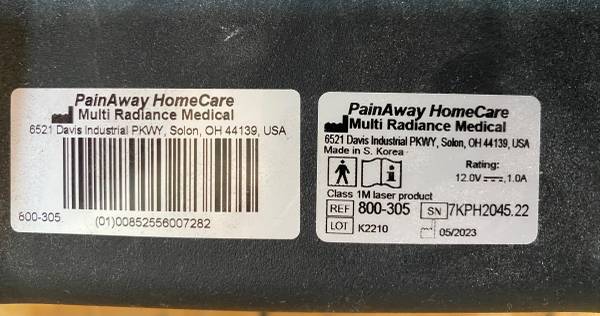 PainAway HomeCare
Multi Radiance Medical
6521 Davis Industrial PKWY, Solon, OH 44139, USA
800-305
(01)00852556007282
PainAway HomeCare
Multi Radiance Medical
6521 Davis Industrial PKWY, Solon, OH 44139, USA
Made in S. Korea
Rating:
12.0V⎓, 1.0A
Class 1M laser product
REF 800-305 SN 7KPH2045.22
LOT K2210 05/2023